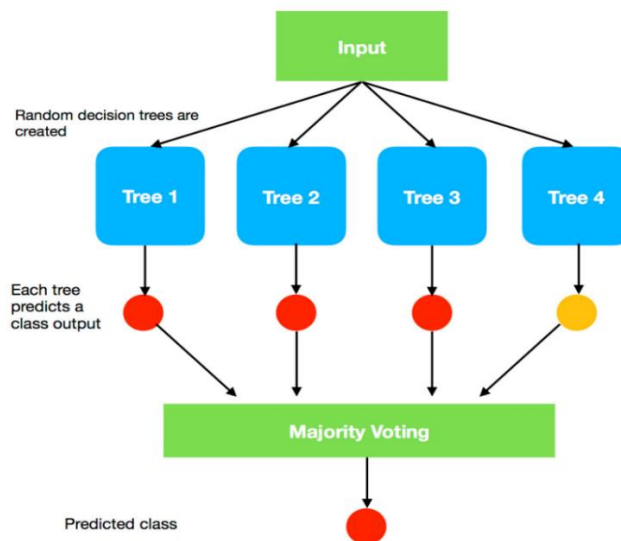 Input
Random decision trees are
created
Tree 1
Tree 2
Tree 3
Tree 4
Each tree
predicts a
class output
Majority Voting
Predicted class